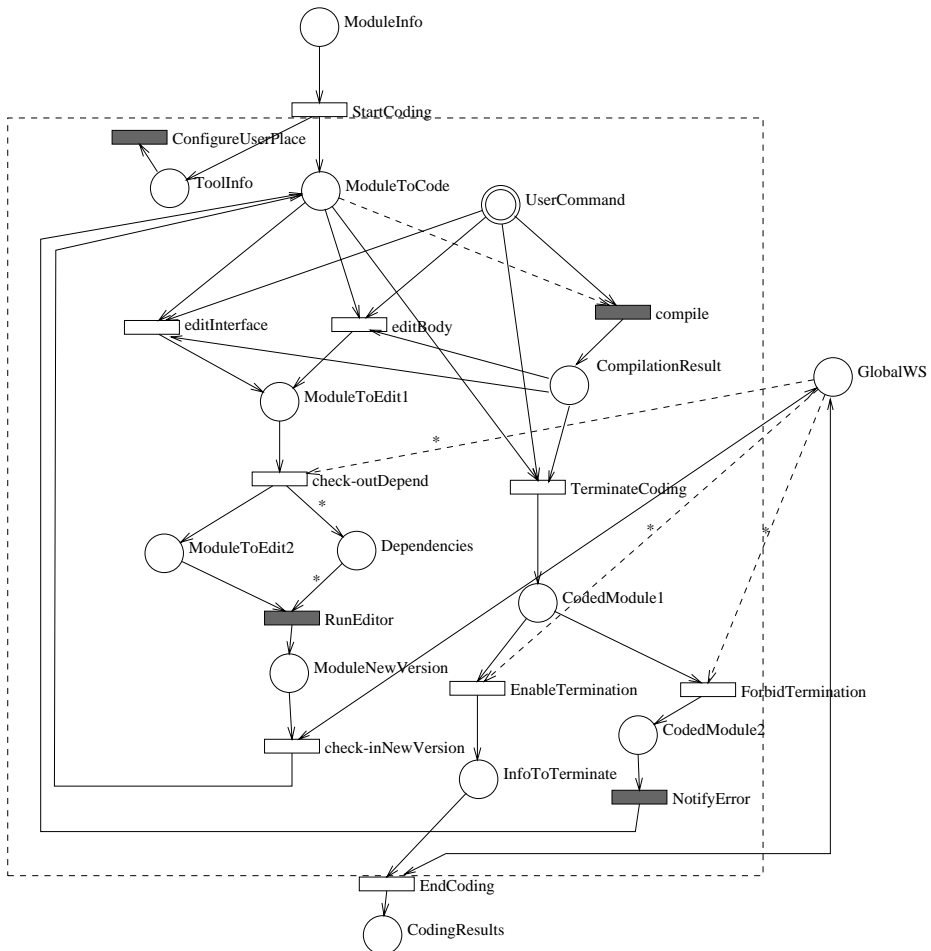 ModuleInfo
StartCoding
ConfigureUserPlace
ToolInfo
ModuleToCode
UserCommand
editInterface
editBody
compile
CompilationResult
GlobalWS
ModuleToEdit1
*
check-outDepend
TerminateCoding
*
*
*
ModuleToEdit2
Dependencies
*
CodedModule1
RunEditor
ModuleNewVersion
EnableTermination
ForbidTermination
CodedModule2
check-inNewVersion
InfoToTerminate
NotifyError
EndCoding
CodingResults